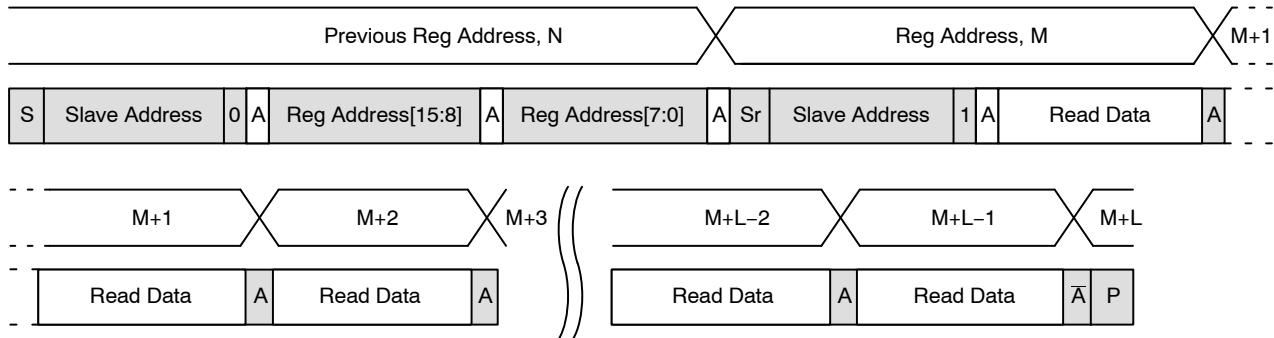 Previous Reg Address, N Reg Address, M M+1
S Slave Address 0 A Reg Address[15:8] A Reg Address[7:0] A Sr Slave Address 1 A Read Data A
M+1 M+2 M+3 M+L−2 M+L−1 M+L
Read Data A Read Data A Read Data A Read Data A̅ P